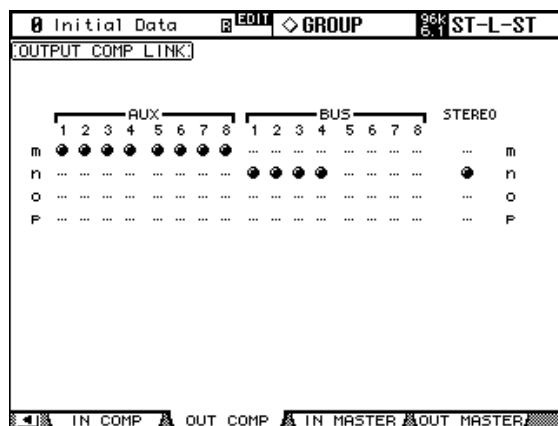 0 Initial Data R EDIT ◇GROUP 96k 6.1 ST-L-ST
OUTPUT COMP LINK
AUX BUS STEREO
1 2 3 4 5 6 7 8 1 2 3 4 5 6 7 8
m m
n n
o o
p p
IN COMP OUT COMP IN MASTER OUT MASTER